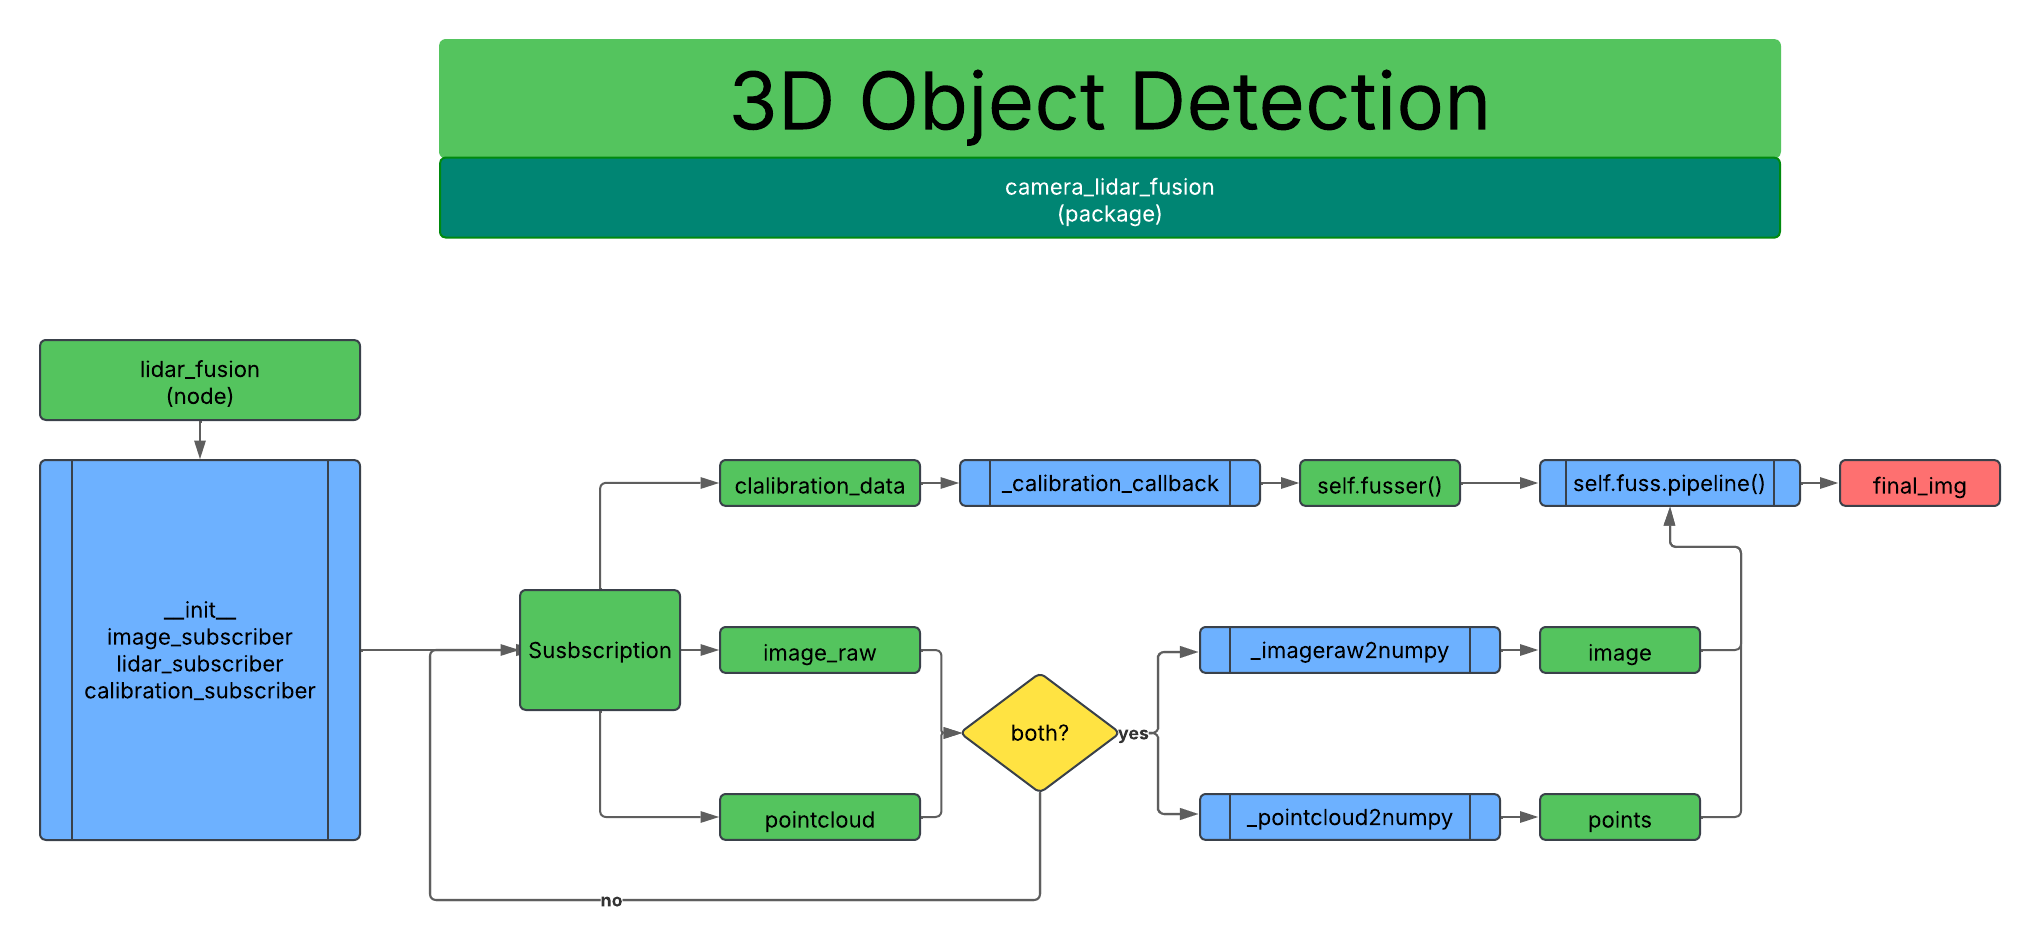 3D Object Detection
camera_lidar_fusion
(package)
lidar_fusion
(node)
__init__
image_subscriber
lidar_subscriber
calibration_subscriber
Susbscription
clalibration_data
_calibration_callback
self.fusser()
self.fuss.pipeline()
final_img
image_raw
pointcloud
both?
yes
no
_imageraw2numpy
image
_pointcloud2numpy
points